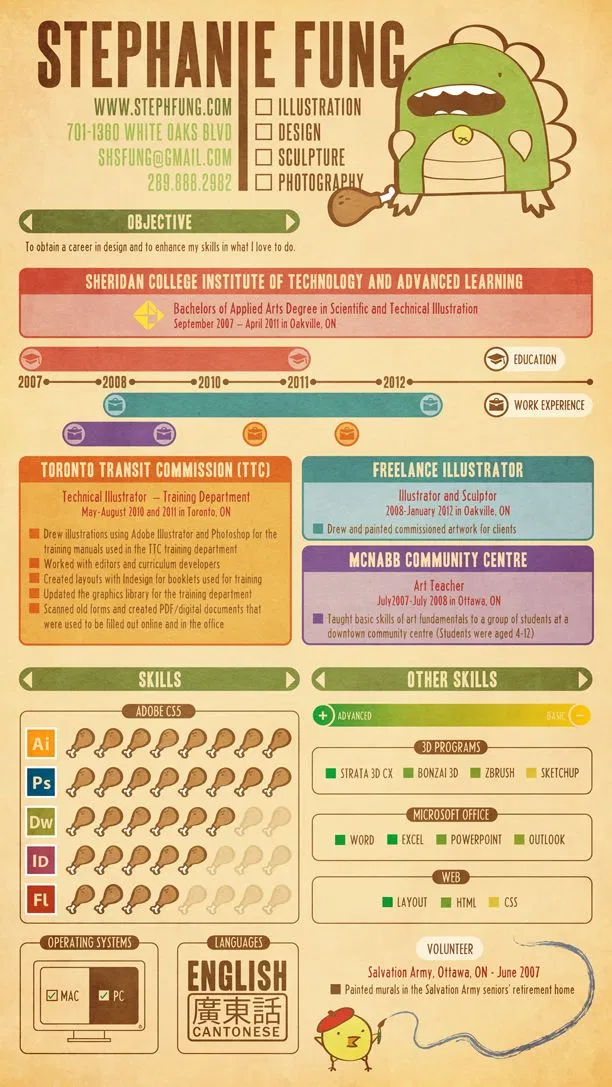 STEPHANIE FUNG
WWW.STEPHFUNG.COM
701-1360 WHITE OAKS BLVD
SHSFUNG@GMAIL.COM
289.888.2982
ILLUSTRATION
DESIGN
SCULPTURE
PHOTOGRAPHY
OBJECTIVE
To obtain a career in design and to enhance my skills in what I love to do.
SHERIDAN COLLEGE INSTITUTE OF TECHNOLOGY AND ADVANCED LEARNING
Bachelors of Applied Arts Degree in Scientific and Technical Illustration
September 2007 – April 2011 in Oakville, ON
EDUCATION
2007 2008 2010 2011 2012
WORK EXPERIENCE
TORONTO TRANSIT COMMISSION (TTC)
Technical Illustrator – Training Department
May-August 2010 and 2011 in Toronto, ON
Drew illustrations using Adobe Illustrator and Photoshop for the
training manuals used in the TTC training department
Worked with editors and curriculum developers
Created layouts with Indesign for booklets used for training
Updated the graphics library for the training department
Scanned old forms and created PDF/digital documents that
were used to be filled out online and in the office
FREELANCE ILLUSTRATOR
Illustrator and Sculptor
2008-January 2012 in Oakville, ON
Drew and painted commissioned artwork for clients
MCNABB COMMUNITY CENTRE
Art Teacher
July2007-July 2008 in Ottawa, ON
Taught basic skills of art fundamentals to a group of students at a
downtown community centre (Students were aged 4-12)
SKILLS
ADOBE CS5
Ai
Ps
Dw
ID
FL
OPERATING SYSTEMS
MAC
PC
LANGUAGES
ENGLISH
廣東話
CANTONESE
OTHER SKILLS
+ ADVANCED BASIC −
3D PROGRAMS
STRATA 3D CX BONZAI 3D ZBRUSH SKETCHUP
MICROSOFT OFFICE
WORD EXCEL POWERPOINT OUTLOOK
WEB
LAYOUT HTML CSS
VOLUNTEER
Salvation Army, Ottawa, ON - June 2007
Painted murals in the Salvation Army seniors' retirement home